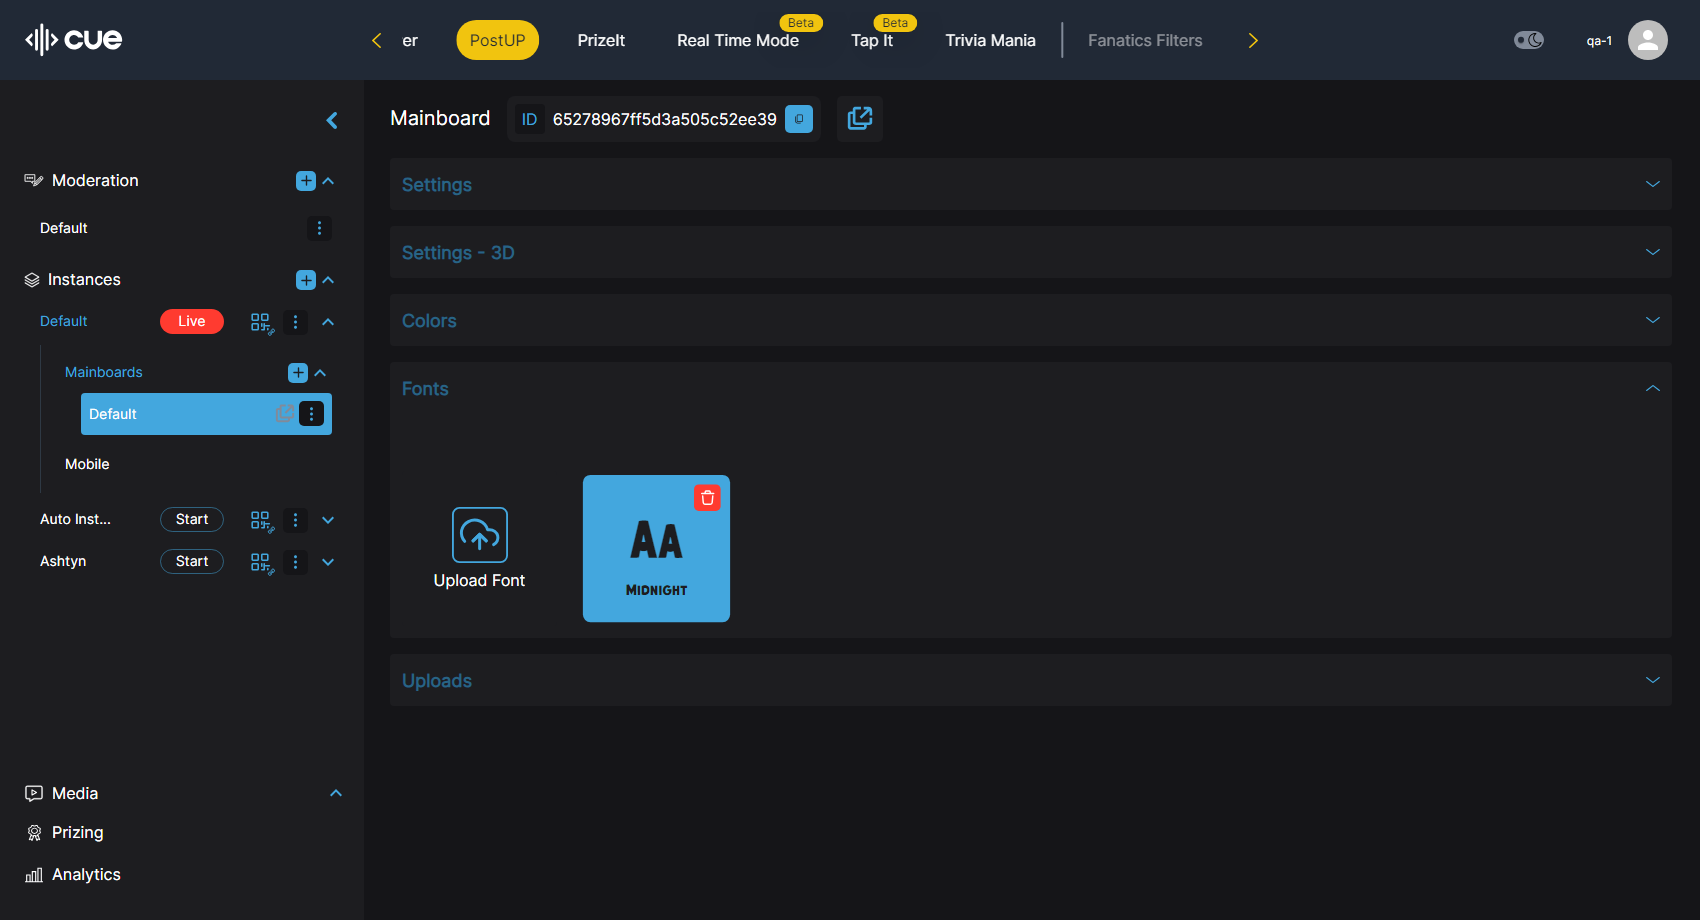 cue
er
PostUP
PrizeIt
Real Time Mode
Beta
Tap It
Beta
Trivia Mania
Fanatics Filters
qa-1
Moderation
Default
Instances
Default
Live
Mainboards
Default
Mobile
Auto Inst...
Start
Ashtyn
Start
Media
Prizing
Analytics
Mainboard
ID 65278967ff5d3a505c52ee39
Settings
Settings - 3D
Colors
Fonts
Upload Font
AA
MIDNIGHT
Uploads